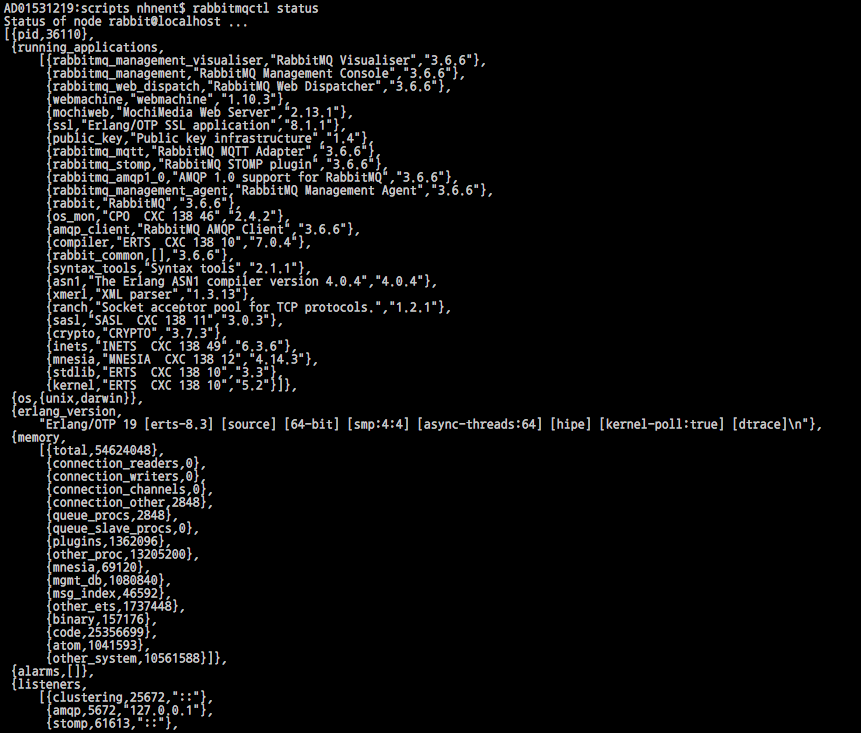 AD01531219:scripts nhnent$ rabbitmqctl status
Status of node rabbit@localhost ...
[{pid,36110},
 {running_applications,
     [{rabbitmq_management_visualiser,"RabbitMQ Visualiser","3.6.6"},
      {rabbitmq_management,"RabbitMQ Management Console","3.6.6"},
      {rabbitmq_web_dispatch,"RabbitMQ Web Dispatcher","3.6.6"},
      {webmachine,"webmachine","1.10.3"},
      {mochiweb,"MochiMedia Web Server","2.13.1"},
      {ssl,"Erlang/OTP SSL application","8.1.1"},
      {public_key,"Public key infrastructure","1.4"},
      {rabbitmq_mqtt,"RabbitMQ MQTT Adapter","3.6.6"},
      {rabbitmq_stomp,"RabbitMQ STOMP plugin","3.6.6"},
      {rabbitmq_amqp1_0,"AMQP 1.0 support for RabbitMQ","3.6.6"},
      {rabbitmq_management_agent,"RabbitMQ Management Agent","3.6.6"},
      {rabbit,"RabbitMQ","3.6.6"},
      {os_mon,"CPO  CXC 138 46","2.4.2"},
      {amqp_client,"RabbitMQ AMQP Client","3.6.6"},
      {compiler,"ERTS  CXC 138 10","7.0.4"},
      {rabbit_common,[],"3.6.6"},
      {syntax_tools,"Syntax tools","2.1.1"},
      {asn1,"The Erlang ASN1 compiler version 4.0.4","4.0.4"},
      {xmerl,"XML parser","1.3.13"},
      {ranch,"Socket acceptor pool for TCP protocols.","1.2.1"},
      {sasl,"SASL  CXC 138 11","3.0.3"},
      {crypto,"CRYPTO","3.7.3"},
      {inets,"INETS  CXC 138 49","6.3.6"},
      {mnesia,"MNESIA  CXC 138 12","4.14.3"},
      {stdlib,"ERTS  CXC 138 10","3.3"},
      {kernel,"ERTS  CXC 138 10","5.2"}]},
 {os,{unix,darwin}},
 {erlang_version,
     "Erlang/OTP 19 [erts-8.3] [source] [64-bit] [smp:4:4] [async-threads:64] [hipe] [kernel-poll:true] [dtrace]\n"},
 {memory,
     [{total,54624048},
      {connection_readers,0},
      {connection_writers,0},
      {connection_channels,0},
      {connection_other,2848},
      {queue_procs,2848},
      {queue_slave_procs,0},
      {plugins,1362096},
      {other_proc,13205200},
      {mnesia,69120},
      {mgmt_db,1080840},
      {msg_index,46592},
      {other_ets,1737448},
      {binary,157176},
      {code,25356699},
      {atom,1041593},
      {other_system,10561588}]},
 {alarms,[]},
 {listeners,
     [{clustering,25672,"::"},
      {amqp,5672,"127.0.0.1"},
      {stomp,61613,"::"},